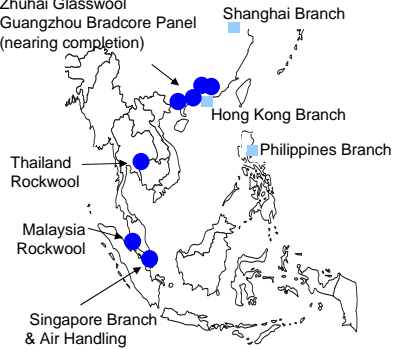 Zhuhai Glasswool
Guangzhou Bradcore Panel
(nearing completion)
Shanghai Branch
Hong Kong Branch
Philippines Branch
Thailand
Rockwool
Malaysia
Rockwool
Singapore Branch
& Air Handling